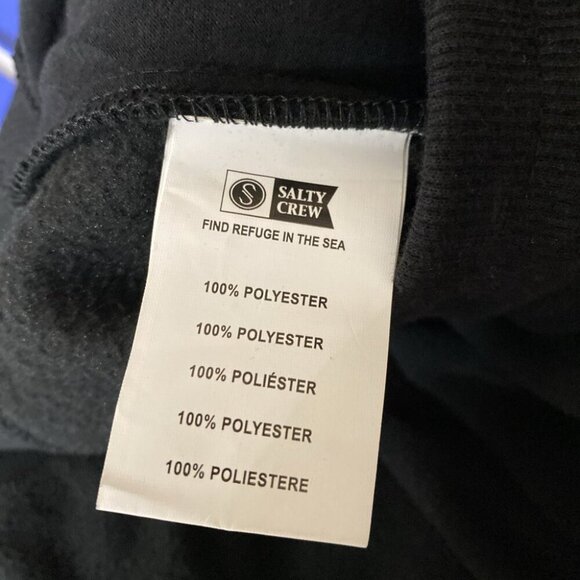 SALTY
CREW
FIND REFUGE IN THE SEA
100% POLYESTER
100% POLYESTER
100% POLIÉSTER
100% POLYESTER
100% POLIESTERE